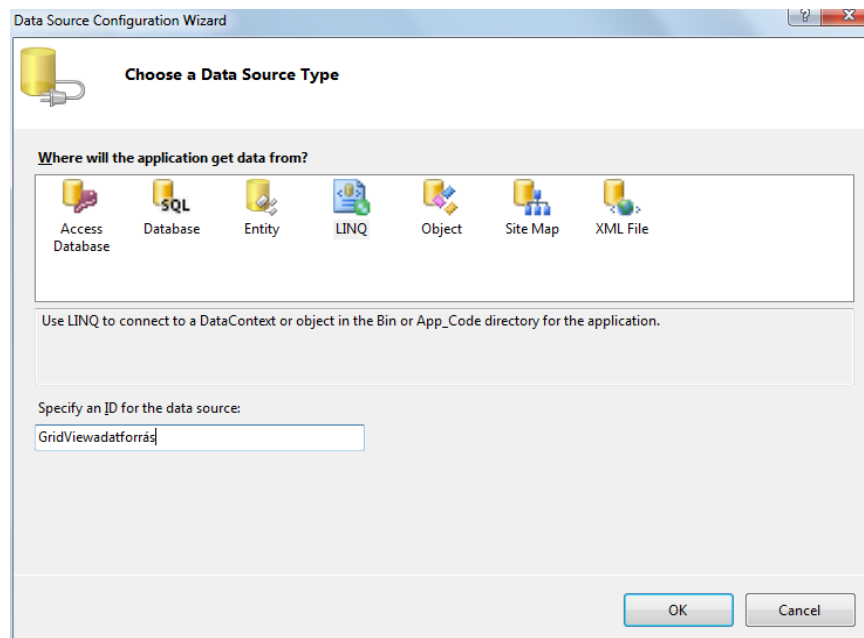 Data Source Configuration Wizard
Choose a Data Source Type
Where will the application get data from?
Access Database
SQL Database
Entity
LINQ
Object
Site Map
XML File
Use LINQ to connect to a DataContext or object in the Bin or App_Code directory for the application.
Specify an ID for the data source:
GridViewadatforrás
OK
Cancel